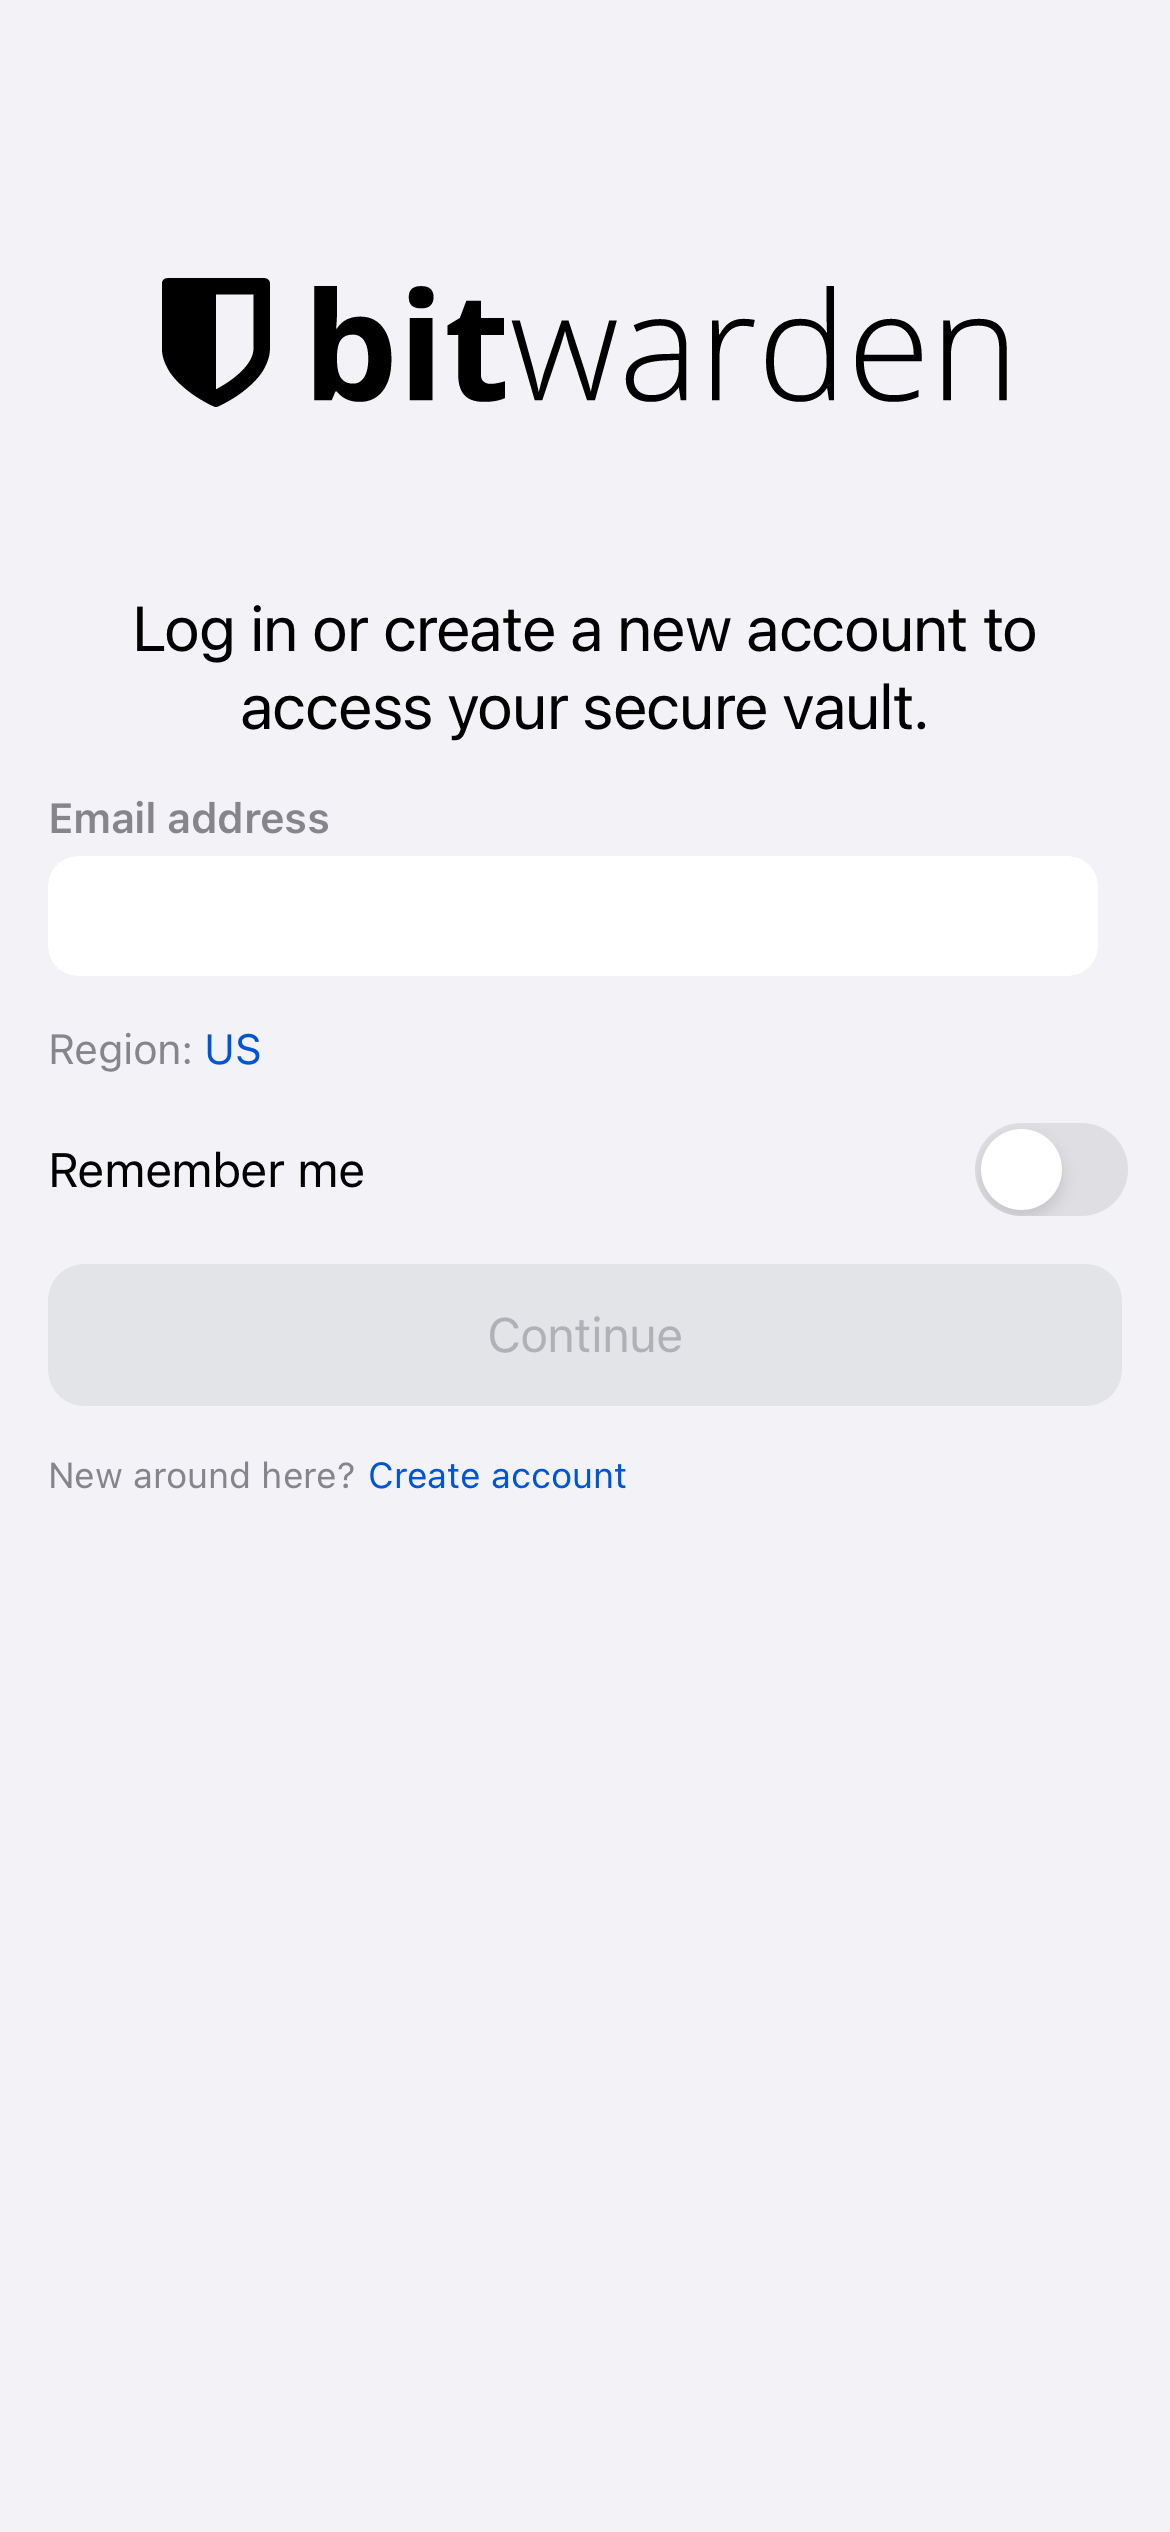 bitwarden
Log in or create a new account to
access your secure vault.
Email address
Region: US
Remember me
Continue
New around here? Create account